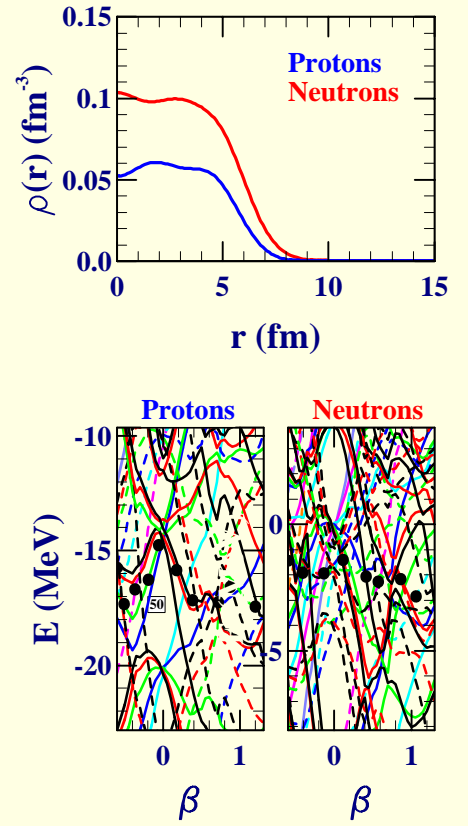 0.15
0.1
0.05
0.0
ρ(r) (fm-3)
Protons
Neutrons
0 5 10 15
r (fm)
Protons Neutrons
-10
-15
-20
E (MeV)
50
0
-5
0 1 0 1
β β